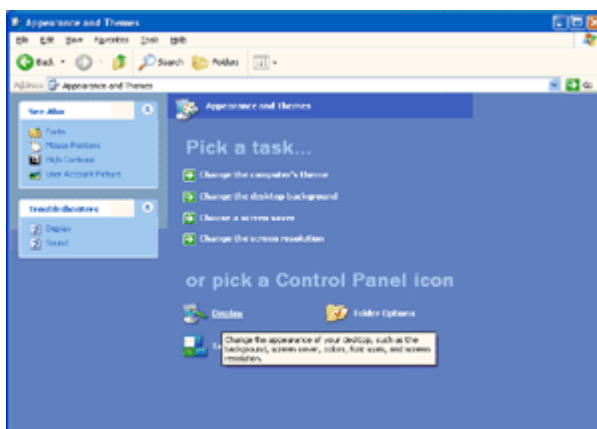 Appearance and Themes
File Edit View Favorites Tools Help
Back Search Folders
Address Appearance and Themes Go
See Also
Fonts
Mouse Pointers
High Contrast
User Account Picture
Troubleshooters
Display
Sound
Appearance and Themes
Pick a task...
Change the computer's theme
Change the desktop background
Choose a screen saver
Change the screen resolution
or pick a Control Panel icon
Display Folder Options
Change the appearance of your desktop, such as the
background, screen saver, colors, font sizes, and screen
resolution.